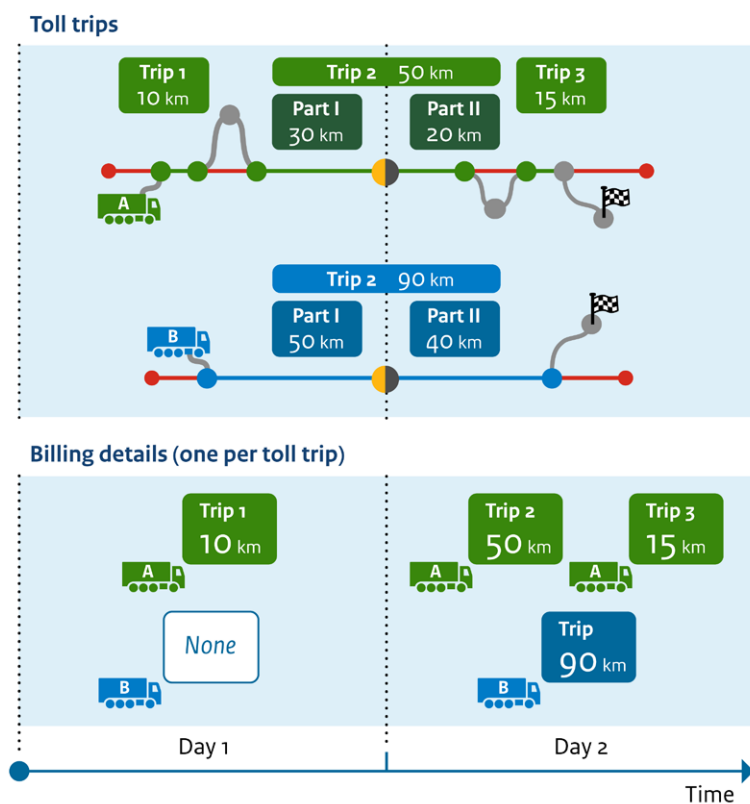 Toll trips
Trip 1
10 km
Trip 2 50 km
Trip 3
15 km
Part I
30 km
Part II
20 km
A
Trip 2 90 km
Part I
50 km
Part II
40 km
B
Billing details (one per toll trip)
Trip 1
10 km
Trip 2
50 km
Trip 3
15 km
A
A
A
None
Trip
90 km
B
B
Day 1
Day 2
Time